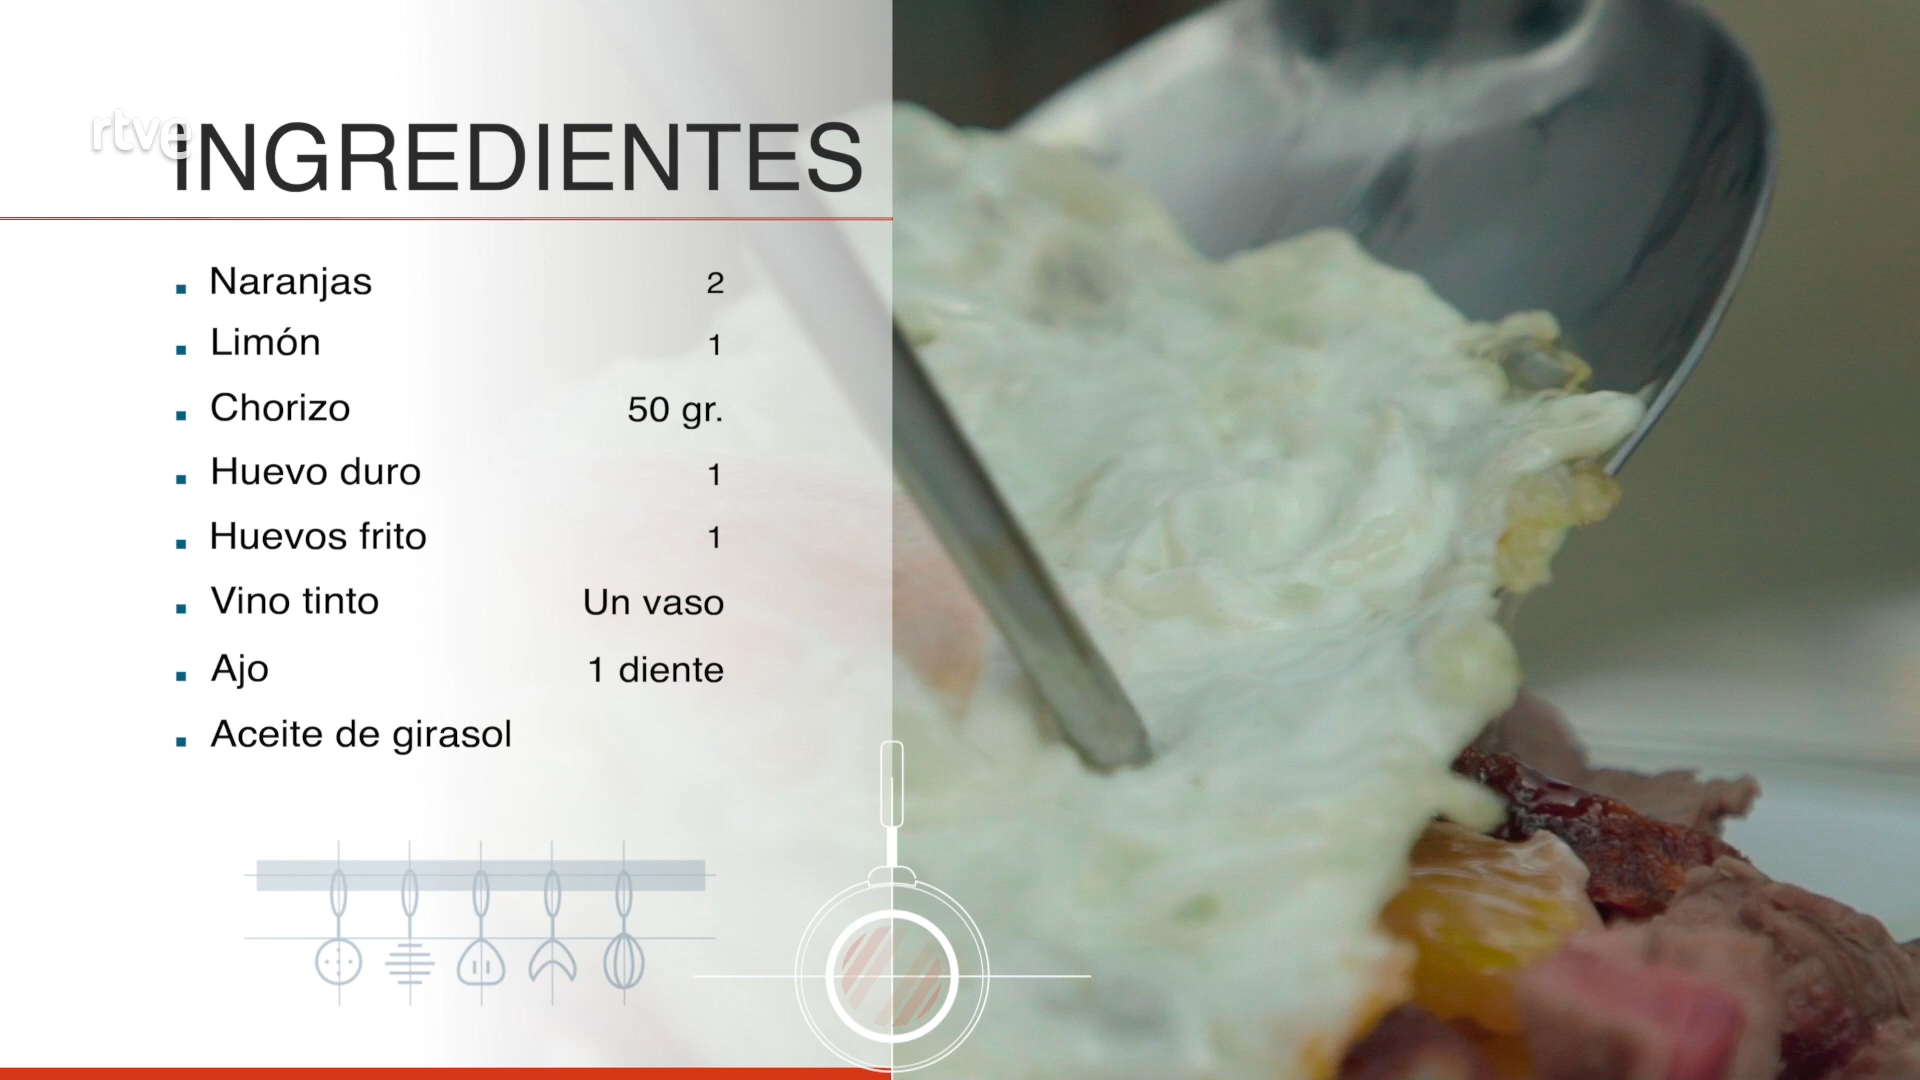 rtve
INGREDIENTES
Naranjas 2
Limón 1
Chorizo 50 gr.
Huevo duro 1
Huevos frito 1
Vino tinto Un vaso
Ajo 1 diente
Aceite de girasol